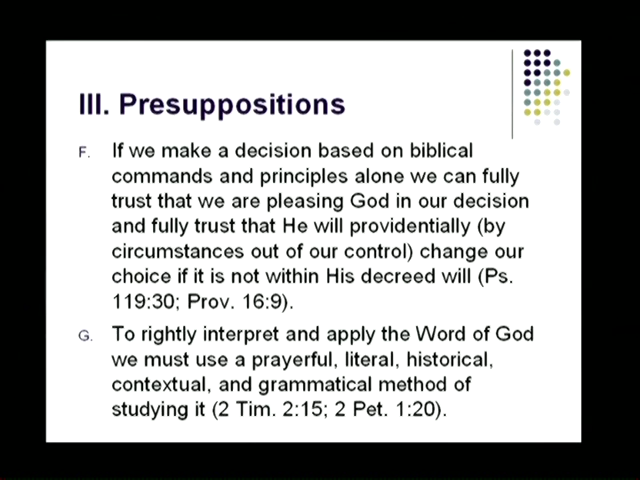 III. Presuppositions
F. If we make a decision based on biblical
commands and principles alone we can fully
trust that we are pleasing God in our decision
and fully trust that He will providentially (by
circumstances out of our control) change our
choice if it is not within His decreed will (Ps.
119:30; Prov. 16:9).
G. To rightly interpret and apply the Word of God
we must use a prayerful, literal, historical,
contextual, and grammatical method of
studying it (2 Tim. 2:15; 2 Pet. 1:20).